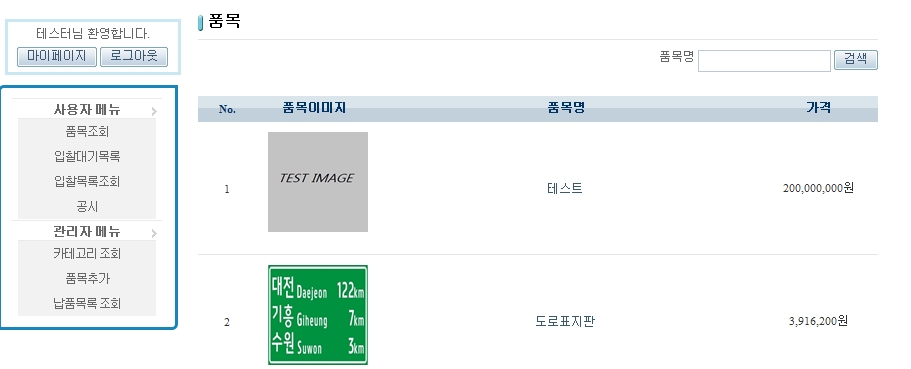 테스터님 환영합니다.
마이페이지 로그아웃
사용자 메뉴
품목조회
입찰대기목록
입찰목록조회
공시
관리자 메뉴
카테고리 조회
품목추가
납품목록 조회
품목
품목명 검색
No. 품목이미지 품목명 가격
1 TEST IMAGE 테스트 200,000,000원
대전 Daejeon 122km
기흥 Giheung 7km
수원 Suwon 3km
2 도로표지판 3,916,200원